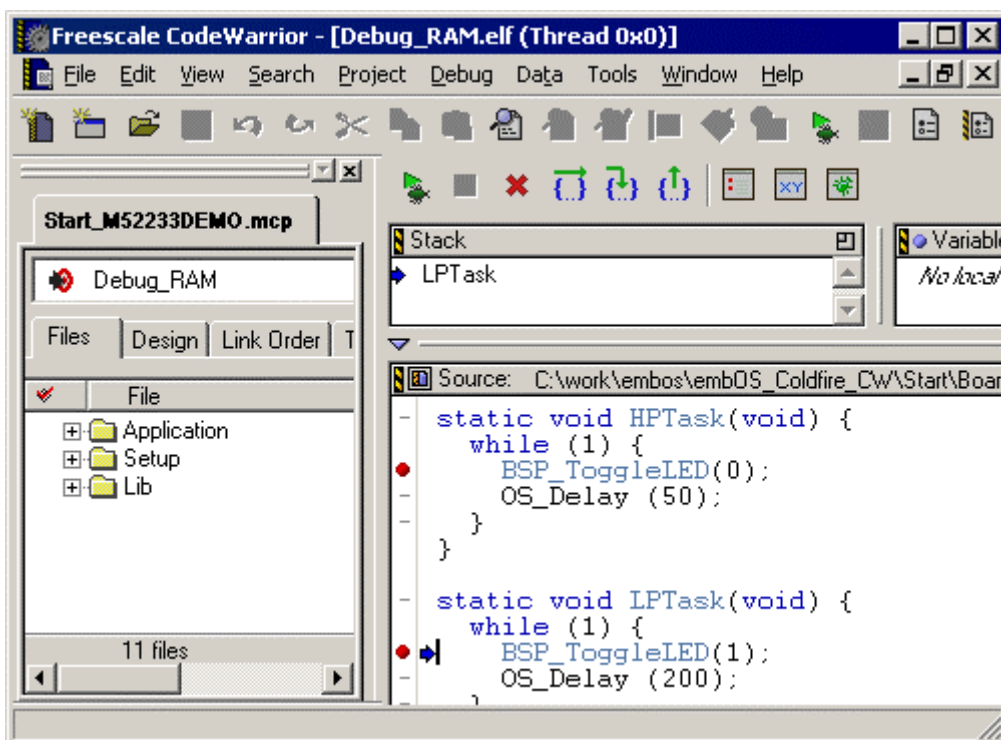 Freescale CodeWarrior - [Debug_RAM.elf (Thread 0x0)]
File Edit View Search Project Debug Data Tools Window Help
Start_M52233DEMO.mcp
Debug_RAM
Files Design Link Order T
File
Application
Setup
Lib
11 files
Stack
LPTask
Variable
No local
Source: C:\work\embos\embOS_Coldfire_CW\Start\Boar
static void HPTask(void) {
while (1) {
BSP_ToggleLED(0);
OS_Delay (50);
}
}
static void LPTask(void) {
while (1) {
BSP_ToggleLED(1);
OS_Delay (200);
}